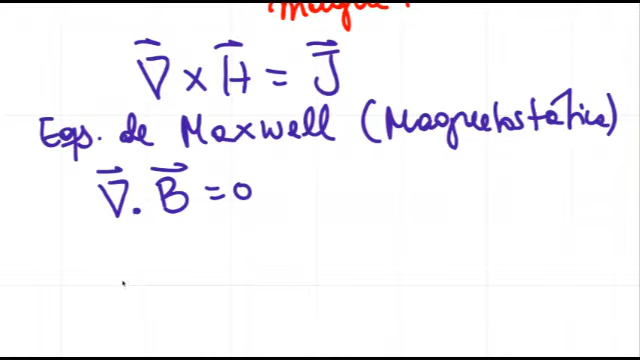 ∇⃗ × H⃗ = J⃗
Eqs. de Maxwell (Magnetostática)
∇⃗ . B⃗ = 0